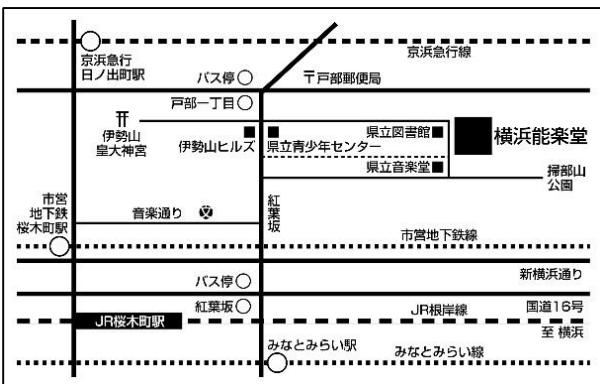 京浜急行線
京浜急行
日ノ出町駅
バス停
〒戸部郵便局
戸部一丁目
伊勢山
皇大神宮
伊勢山ヒルズ
県立青少年センター
県立図書館
横浜能楽堂
県立音楽堂
掃部山
公園
市営
地下鉄
桜木町駅
音楽通り
紅葉坂
市営地下鉄線
新横浜通り
バス停
紅葉坂
JR根岸線
国道16号
JR桜木町駅
至 横浜
みなとみらい駅
みなとみらい線